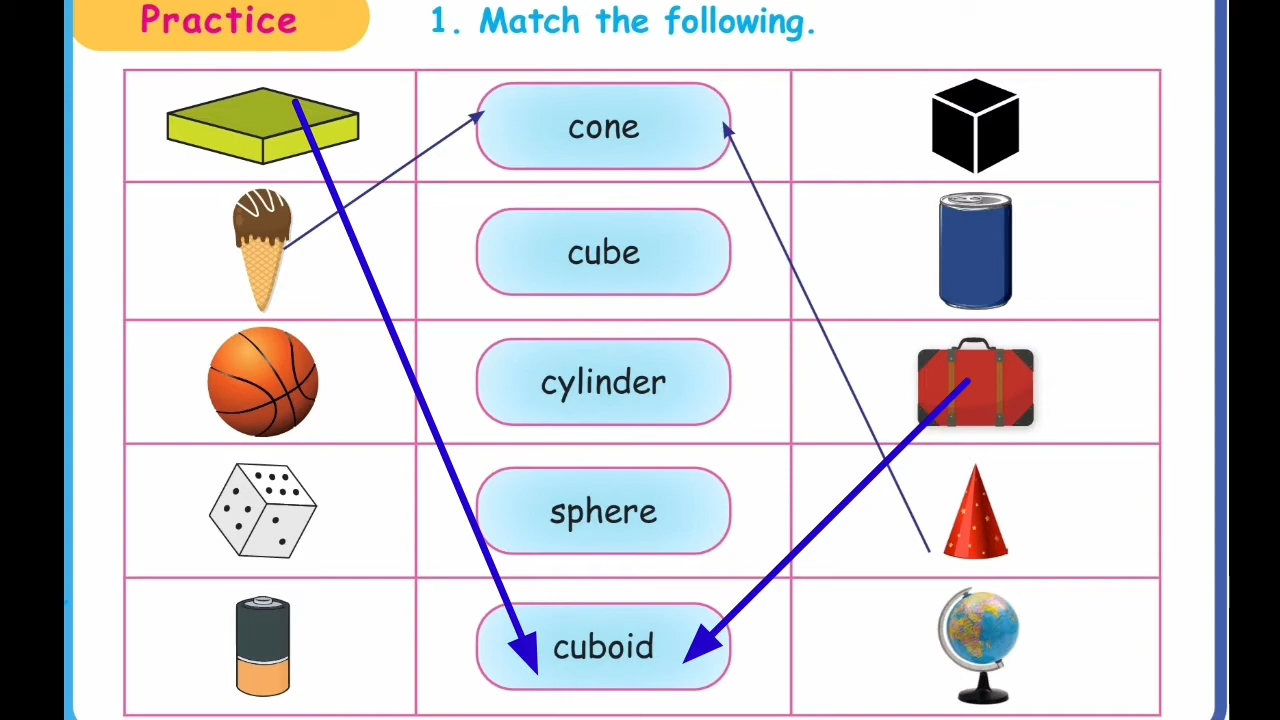 Practice
1. Match the following.
cone
cube
cylinder
sphere
cuboid